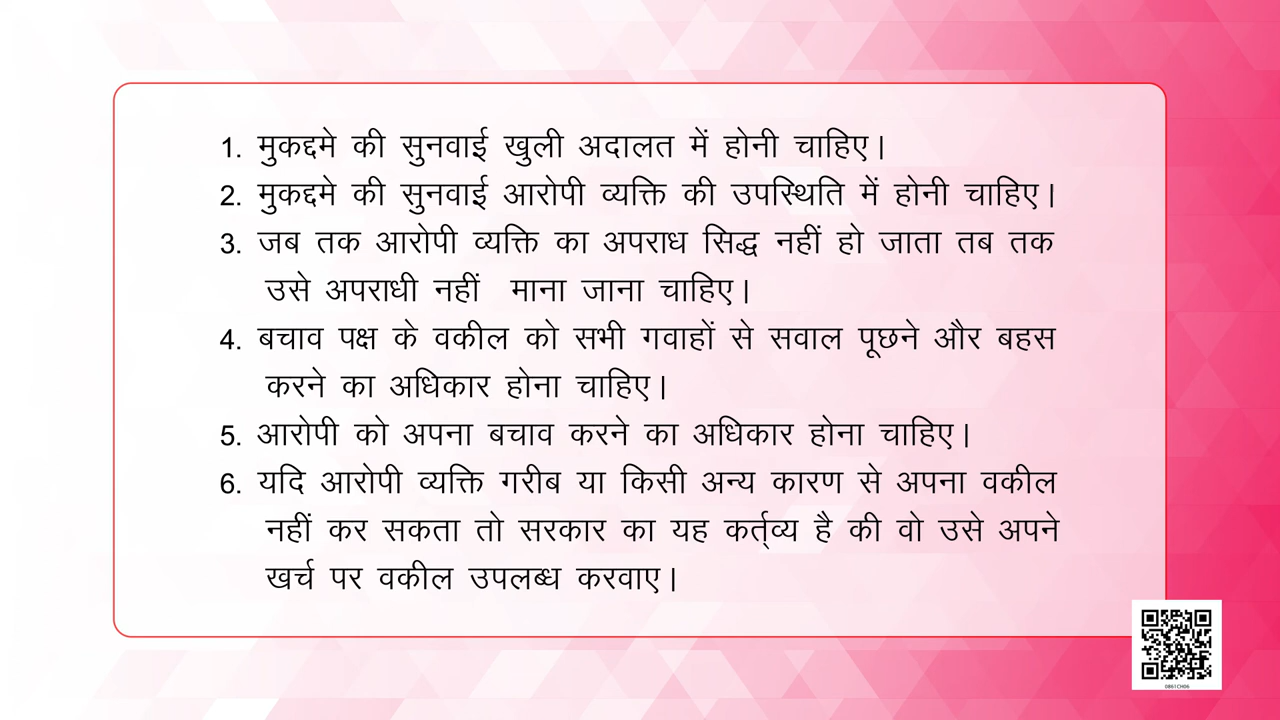 1. मुकद्दमे की सुनवाई खुली अदालत में होनी चाहिए।
2. मुकद्दमे की सुनवाई आरोपी व्यक्ति की उपस्थिति में होनी चाहिए।
3. जब तक आरोपी व्यक्ति का अपराध सिद्ध नहीं हो जाता तब तक
उसे अपराधी नहीं माना जाना चाहिए।
4. बचाव पक्ष के वकील को सभी गवाहों से सवाल पूछने और बहस
करने का अधिकार होना चाहिए।
5. आरोपी को अपना बचाव करने का अधिकार होना चाहिए।
6. यदि आरोपी व्यक्ति गरीब या किसी अन्य कारण से अपना वकील
नहीं कर सकता तो सरकार का यह कर्त्व्य है की वो उसे अपने
खर्च पर वकील उपलब्ध करवाए।
0861CH06